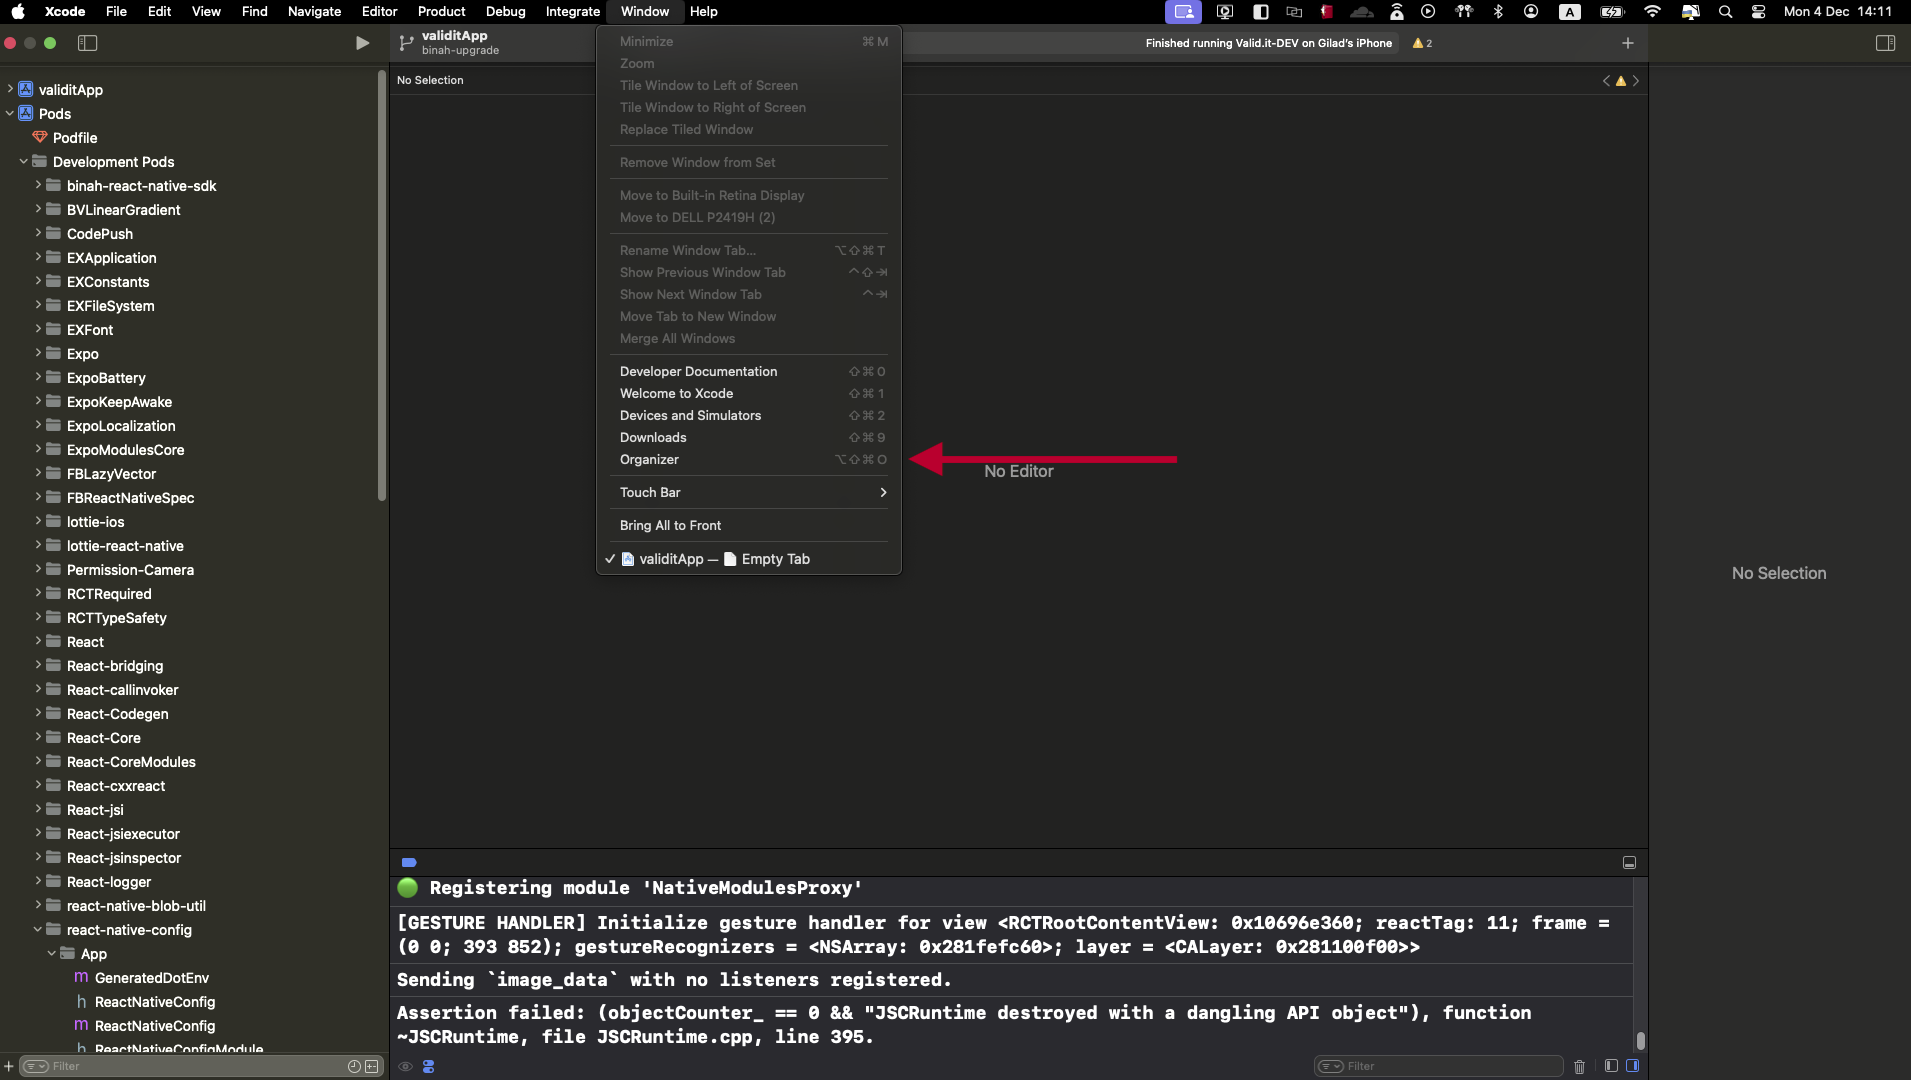 Xcode File Edit View Find Navigate Editor Product Debug Integrate Window Help A Mon 4 Dec 14:11
validitApp
binah-upgrade
Finished running Valid.it-DEV on Gilad's iPhone 2
No Selection
validitApp
Pods
Podfile
Development Pods
binah-react-native-sdk
BVLinearGradient
CodePush
EXApplication
EXConstants
EXFileSystem
EXFont
Expo
ExpoBattery
ExpoKeepAwake
ExpoLocalization
ExpoModulesCore
FBLazyVector
FBReactNativeSpec
lottie-ios
lottie-react-native
Permission-Camera
RCTRequired
RCTTypeSafety
React
React-bridging
React-callinvoker
React-Codegen
React-Core
React-CoreModules
React-cxxreact
React-jsi
React-jsiexecutor
React-jsinspector
React-logger
react-native-blob-util
react-native-config
App
m GeneratedDotEnv
h ReactNativeConfig
m ReactNativeConfig
h ReactNativeConfigModule
Filter
Minimize ⌘ M
Zoom
Tile Window to Left of Screen
Tile Window to Right of Screen
Replace Tiled Window
Remove Window from Set
Move to Built-in Retina Display
Move to DELL P2419H (2)
Rename Window Tab... ⌥⇧⌘ T
Show Previous Window Tab ^⇧⇥
Show Next Window Tab ^⇥
Move Tab to New Window
Merge All Windows
Developer Documentation ⇧⌘ 0
Welcome to Xcode ⇧⌘ 1
Devices and Simulators ⇧⌘ 2
Downloads ⇧⌘ 9
Organizer ⌥⇧⌘ O
Touch Bar
Bring All to Front
✓ validitApp — Empty Tab
No Editor
No Selection
Registering module 'NativeModulesProxy'
[GESTURE HANDLER] Initialize gesture handler for view <RCTRootContentView: 0x10696e360; reactTag: 11; frame =
(0 0; 393 852); gestureRecognizers = <NSArray: 0x281fefc60>; layer = <CALayer: 0x281100f00>>
Sending `image_data` with no listeners registered.
Assertion failed: (objectCounter_ == 0 && "JSCRuntime destroyed with a dangling API object"), function
~JSCRuntime, file JSCRuntime.cpp, line 395.
Filter